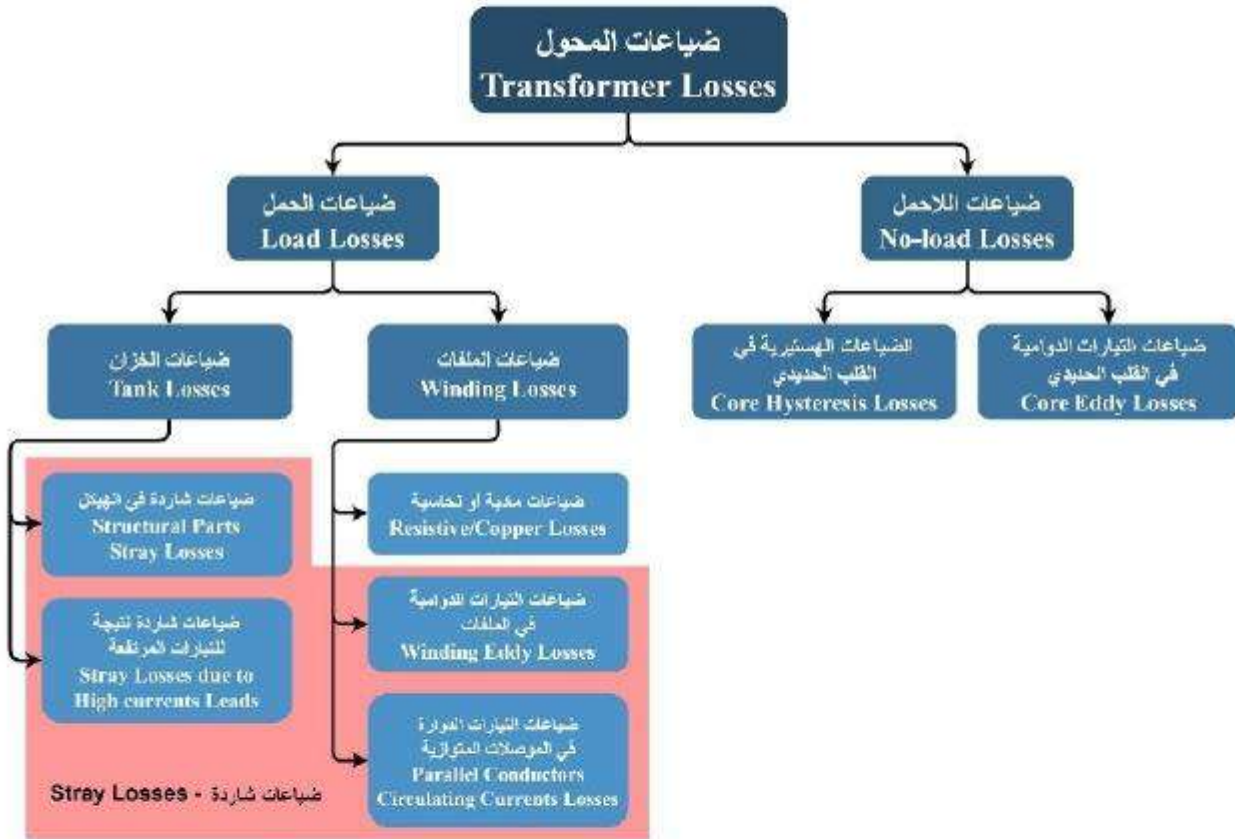 ضياعات المحول
Transformer Losses
ضياعات الحمل
Load Losses
ضياعات اللاحمل
No-load Losses
ضياعات الخزان
Tank Losses
ضياعات الملفات
Winding Losses
الضياعات الهستيرية في
القلب الحديدي
Core Hysteresis Losses
ضياعات التيارات الدوامية
في القلب الحديدي
Core Eddy Losses
ضياعات شاردة في الهيكل
Structural Parts
Stray Losses
ضياعات شاردة نتيجة
للتيارات المرتفعة
Stray Losses due to
High currents Leads
ضياعات مادية أو نحاسية
Resistive/Copper Losses
ضياعات التيارات الدوامية
في الملفات
Winding Eddy Losses
ضياعات التيارات الدوارة
في الموصلات المتوازية
Parallel Conductors
Circulating Currents Losses
Stray Losses - ضياعات شاردة